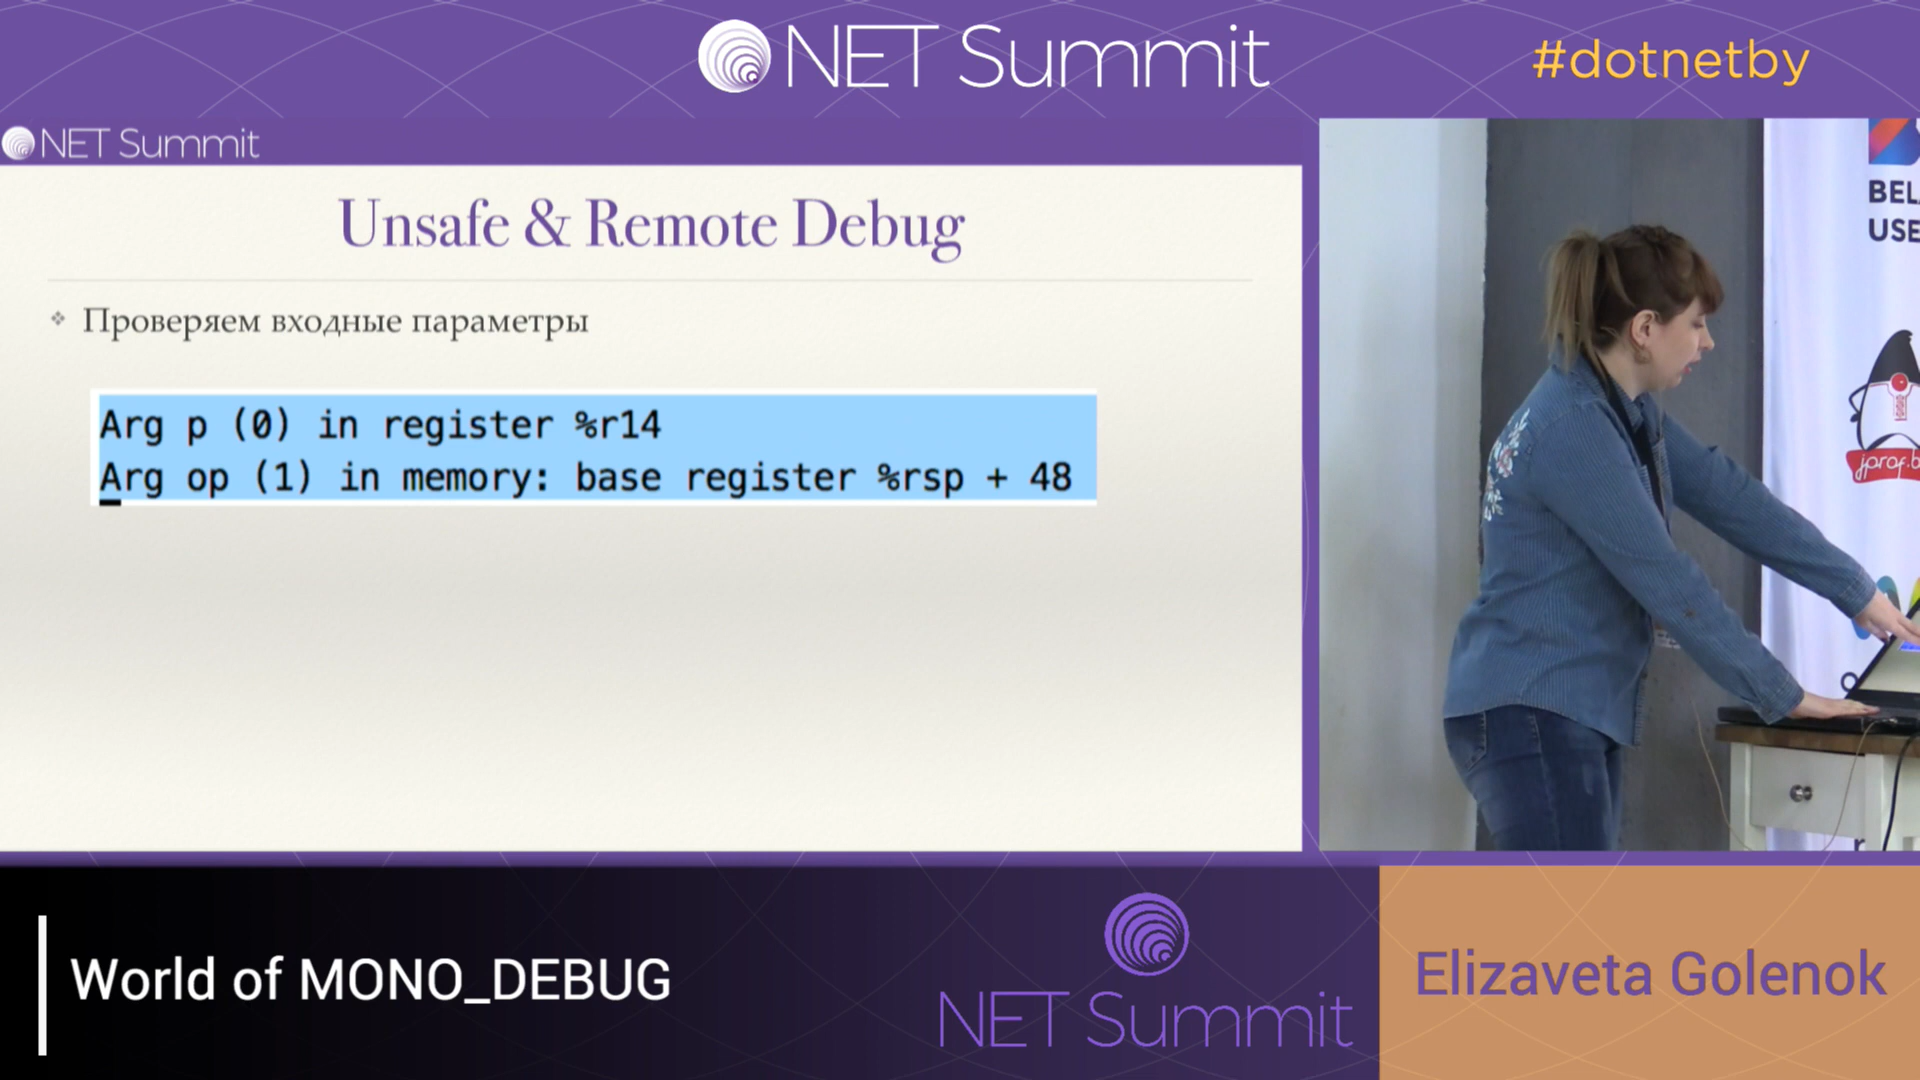 NET Summit
#dotnetby
NET Summit
Unsafe & Remote Debug
Проверяем входные параметры
Arg p (0) in register %r14
Arg op (1) in memory: base register %rsp + 48
BEL
USE
jprof.b
World of MONO_DEBUG
NET Summit
Elizaveta Golenok